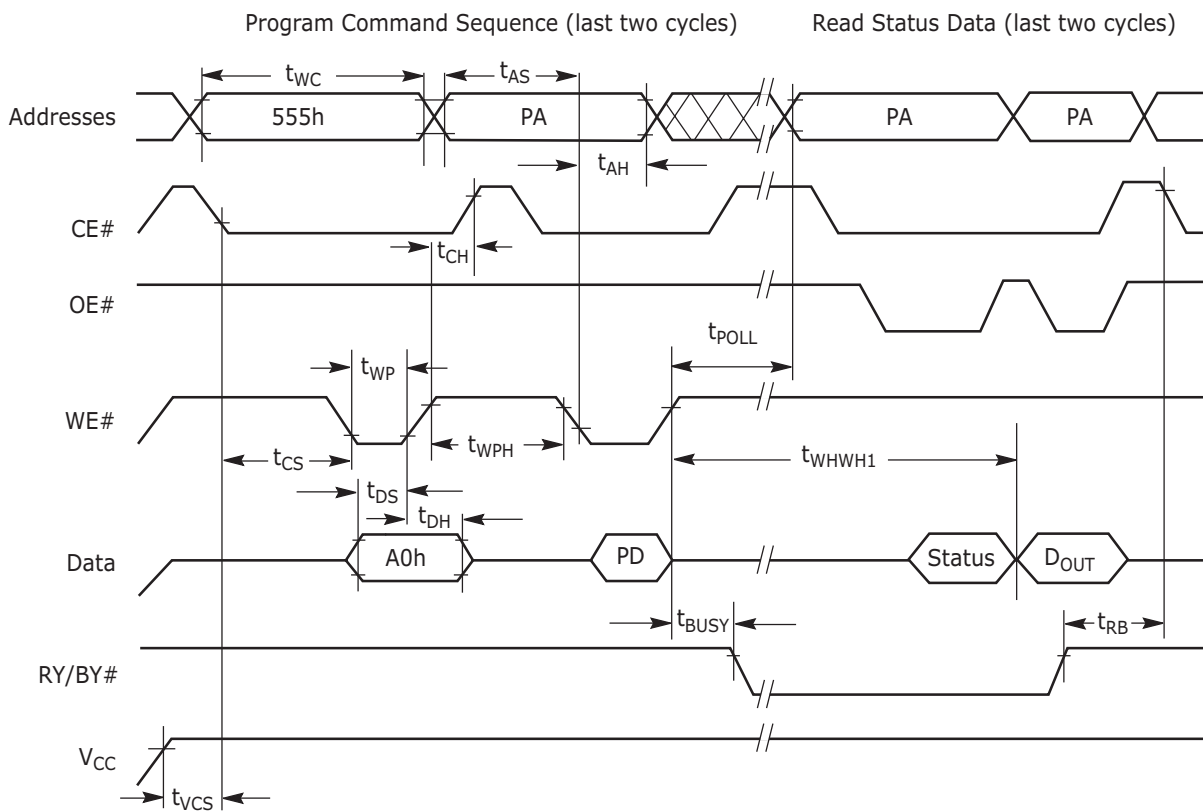 Program Command Sequence (last two cycles) Read Status Data (last two cycles)
tWC tAS
Addresses 555h PA PA PA
tAH
CE#
tCH
OE#
tPOLL
tWP
WE#
tWPH tWHWH1
tCS
tDS
tDH
Data A0h PD Status DOUT
tBUSY tRB
RY/BY#
VCC
tVCS